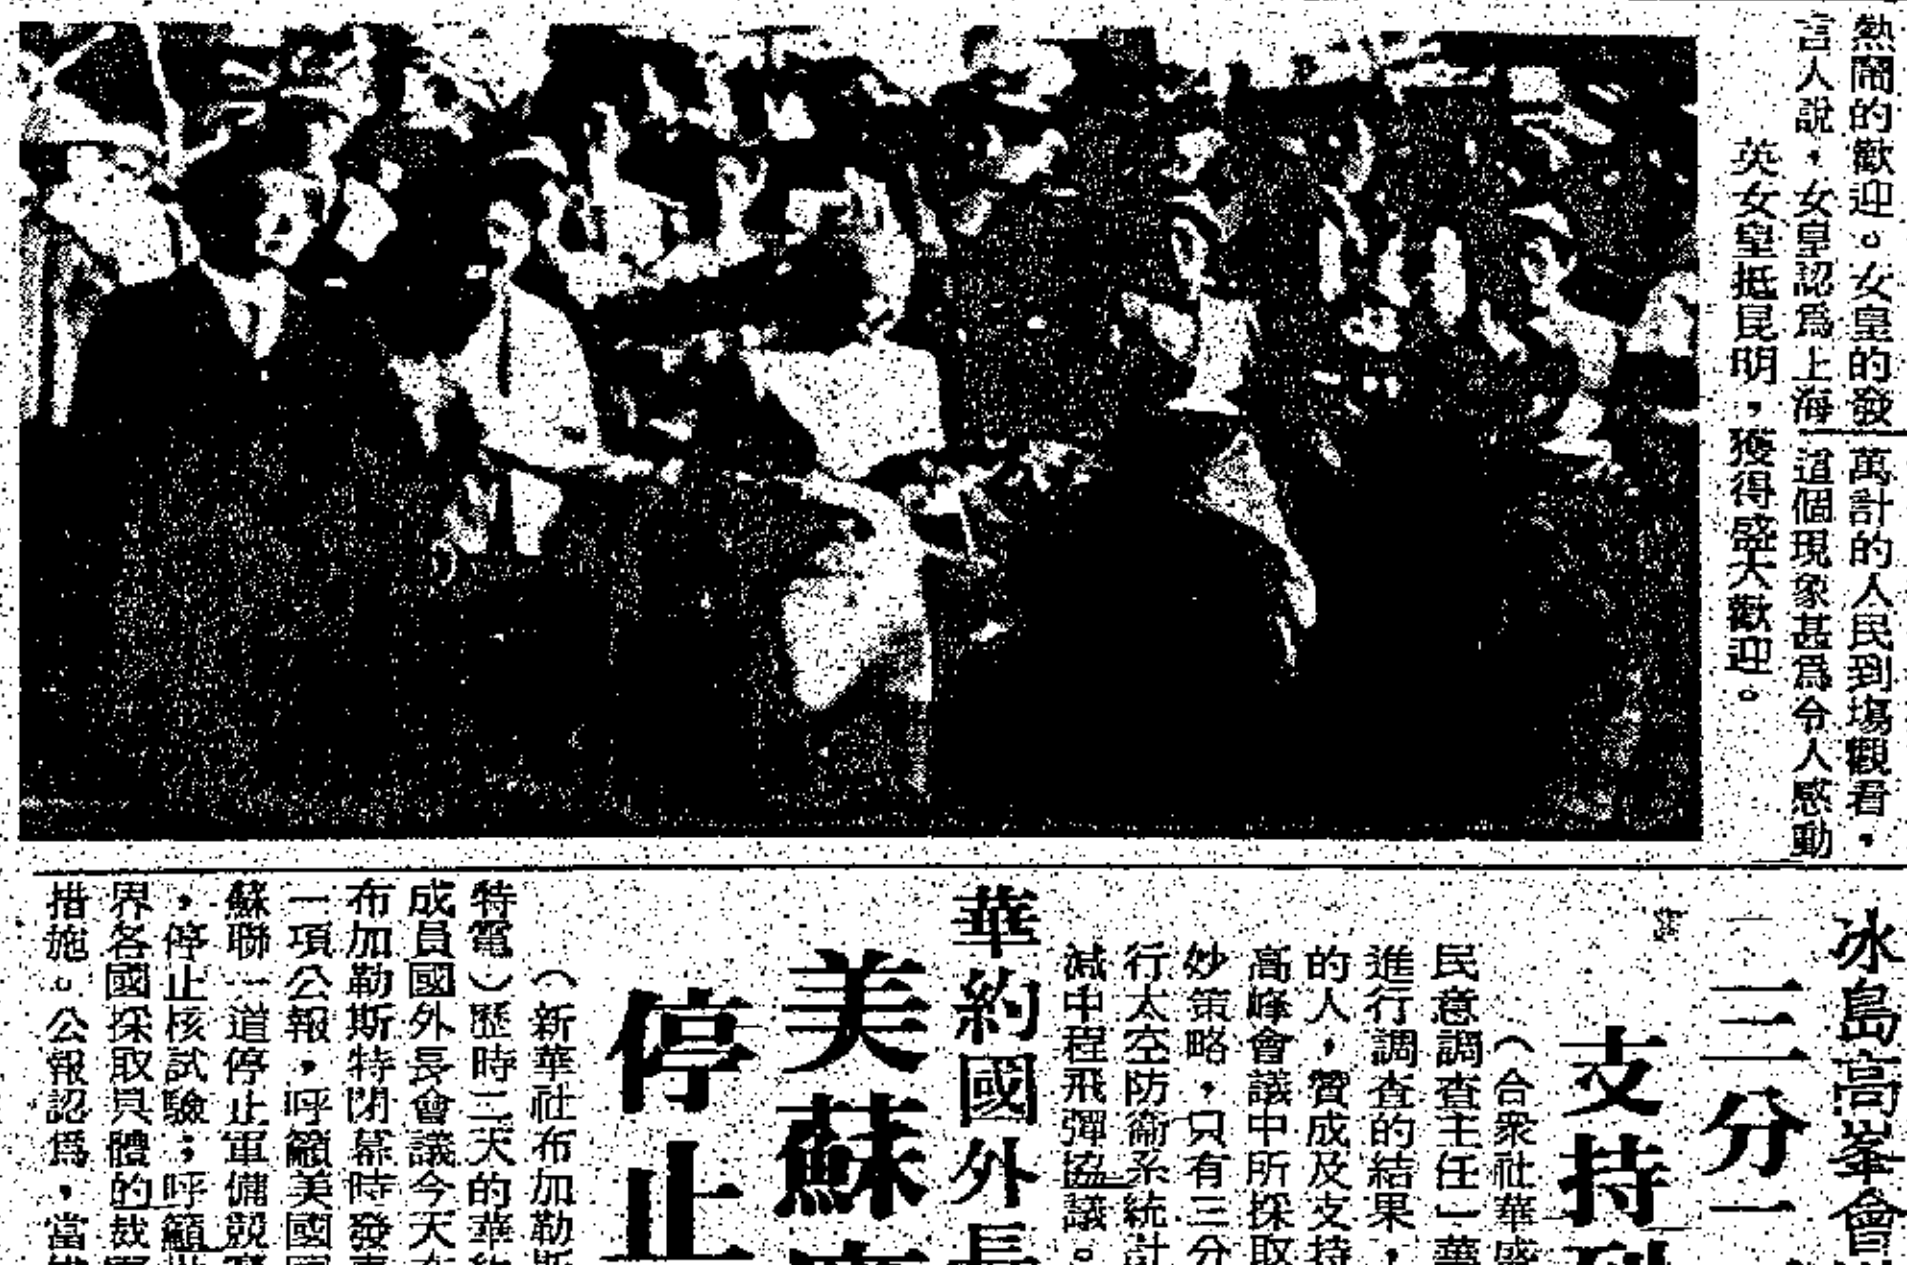 熱鬧的歡迎。女皇的發
言人說，女皇認爲上海
萬計的人民到塲觀看，
這個現象甚爲令人感動
英女皇抵昆明，獲得盛大歡迎。
冰島高峯會
三分一
支持
（合衆社華盛
民意調查主任」華
進行調查的結果，
的人，贊成及支持
高峰會議中所採取
妙策略，只有三分
行太空防衞系統計
减中程飛彈協議。
華約國外長
美蘇
停止
（新華社布加勒斯
特電）歷時二天的華約
成員國外長會議今天在
布加勒斯特閉幕時發表
一項公報，呼籲美國
蘇聯一道停止軍備競賽
，停止核試驗；呼籲世
界各國採取具體的裁軍
措施。公報認爲，當